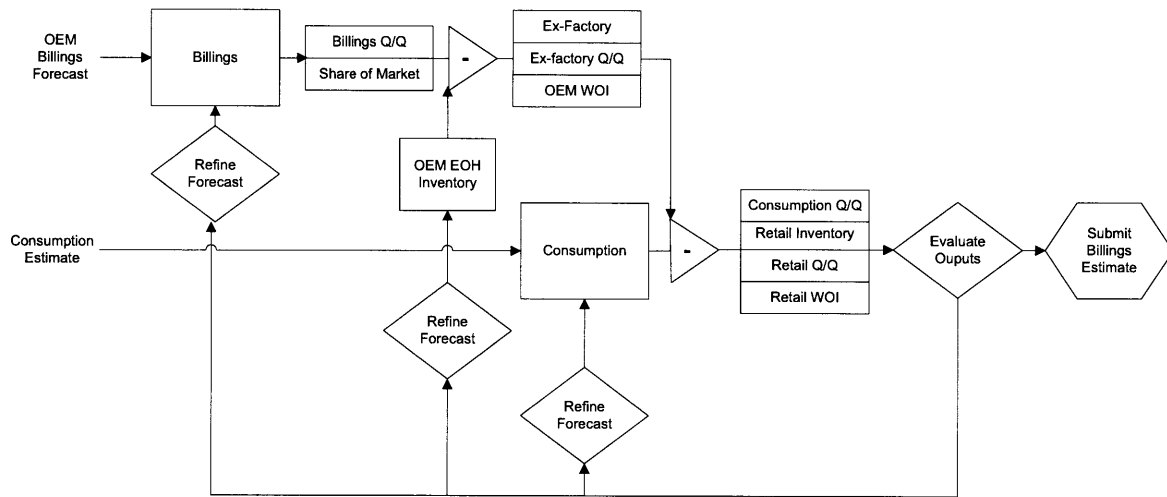 OEM
Billings
Forecast
Billings
Billings Q/Q
Share of Market
-
Ex-Factory
Ex-factory Q/Q
OEM WOI
Refine
Forecast
OEM EOH
Inventory
Consumption
Estimate
Consumption
-
Consumption Q/Q
Retail Inventory
Retail Q/Q
Retail WOI
Evaluate
Ouputs
Submit
Billings
Estimate
Refine
Forecast
Refine
Forecast